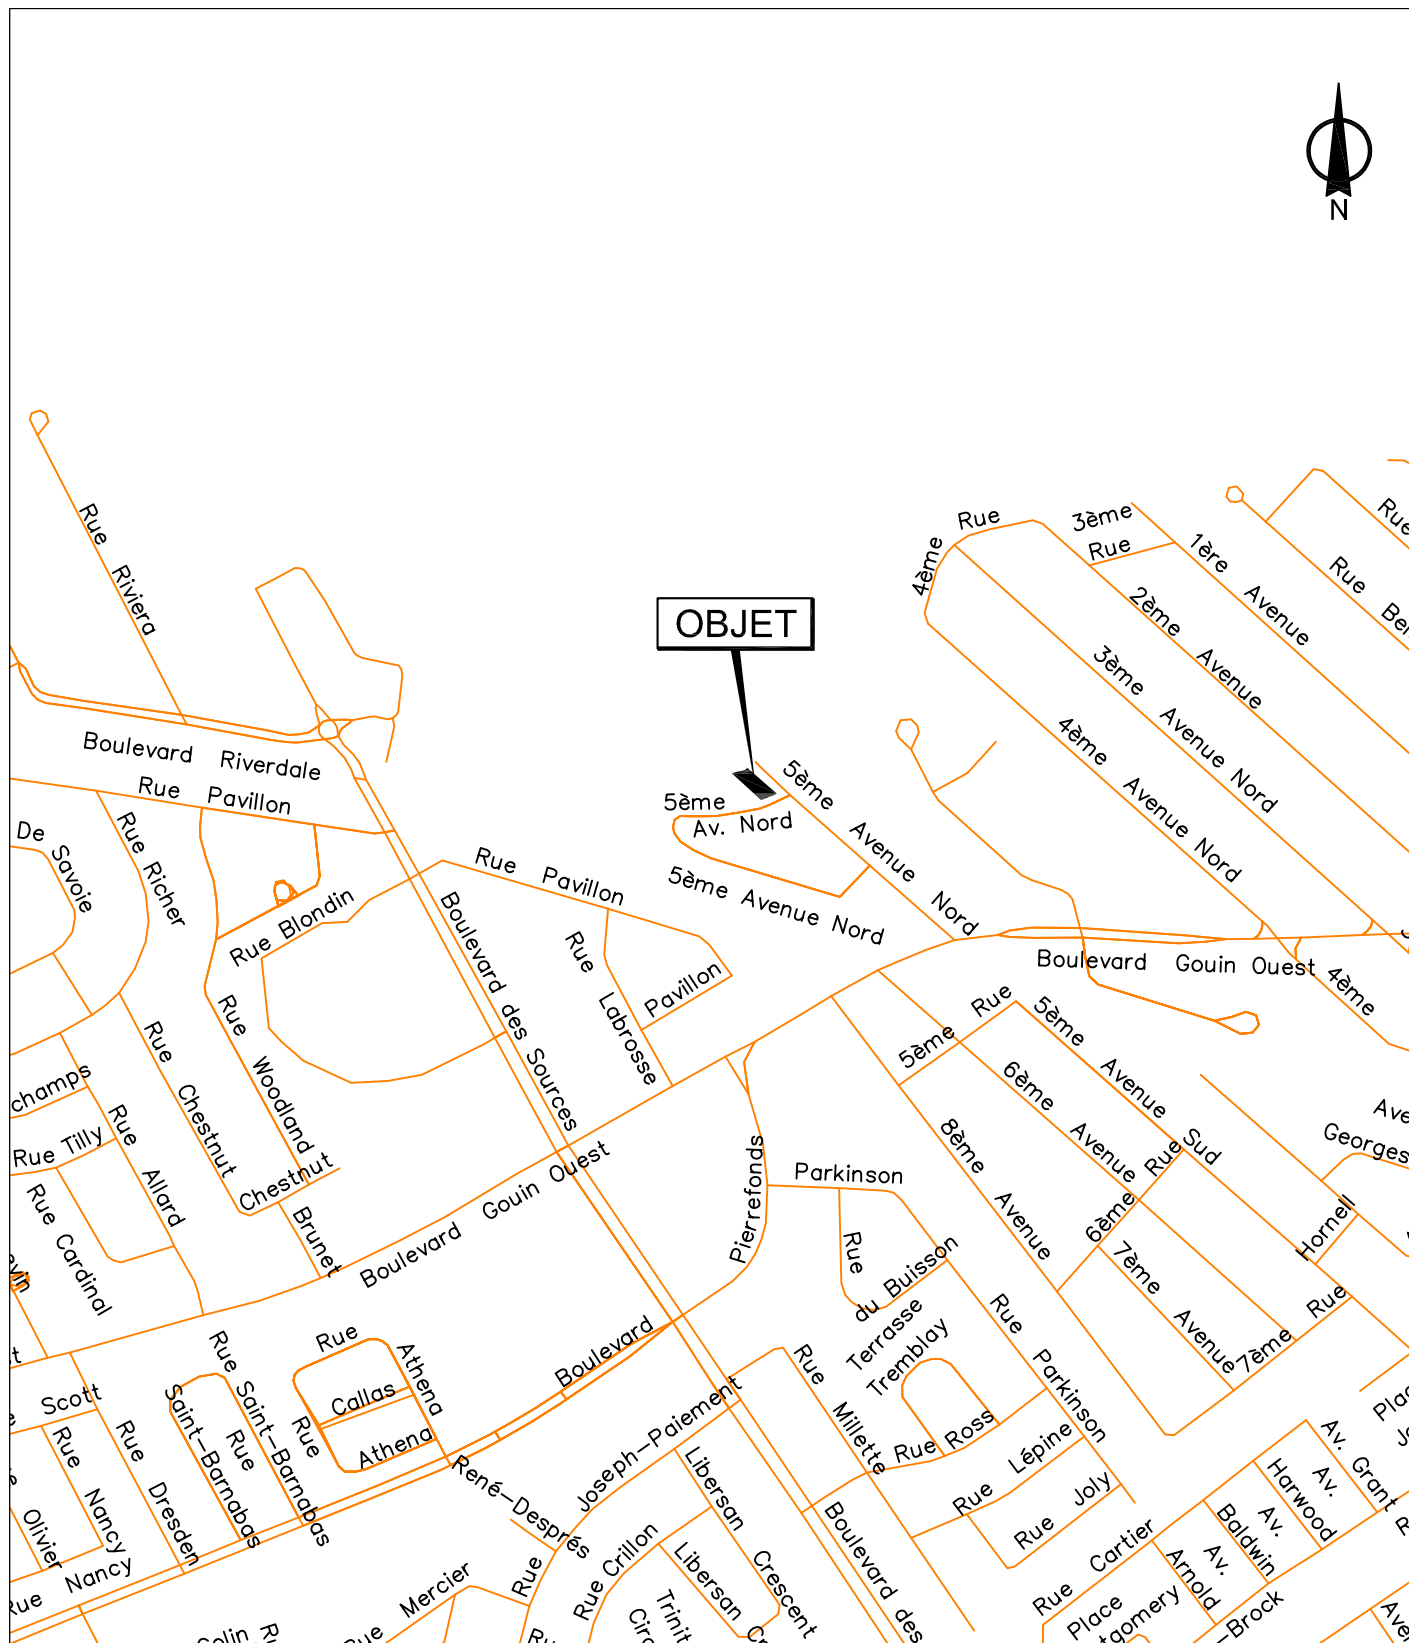 N
Rue Riviera
OBJET
Rue
4ème
3ème
Rue
1ère Avenue
2ème Avenue
3ème Avenue Nord
4ème Avenue Nord
Rue
Rue
Boulevard Riverdale
Rue Pavillon
De Savoie
Rue Richer
Rue Blondin
5ème
Av. Nord
5ème Avenue Nord
5ème Avenue Nord
Rue Pavillon
Boulevard des Sources
Rue Labrosse
Pavillon
Boulevard Gouin Ouest
4ème
Rue
5ème
5ème Avenue Sud
6ème Avenue
8ème Avenue
Rue
6ème
7ème Avenue
7ème
Rue
Ave
Georges
Hornell
Rue Woodland
Rue Chestnut
Chestnut
Brunet
champs
Rue Tilly
Rue Allard
Rue Cardinal
Boulevard Gouin Ouest
Pierrefonds
Boulevard
Parkinson
Rue
du Buisson
Terrasse
Tremblay
Rue Parkinson
Rue Millette
Rue Ross
Rue Lépine
Rue Joly
Rue
Athena
Callas
Rue
Athena
Rue Saint-Barnabas
Saint-Barnabas
Rue
Scott
Rue Dresden
Rue Nancy
Olivier
Rue Nancy
René-Després
Joseph-Paiement
Rue
Rue Crillon
Libersan Crescent
Libersan
Trinit
Circ
Mercier
Rue
Colin
Boulevard des
Rue Cartier
Place
Av. Arnold
Av. Baldwin
Av. Harwood
Av. Grant
-Brock
Ave